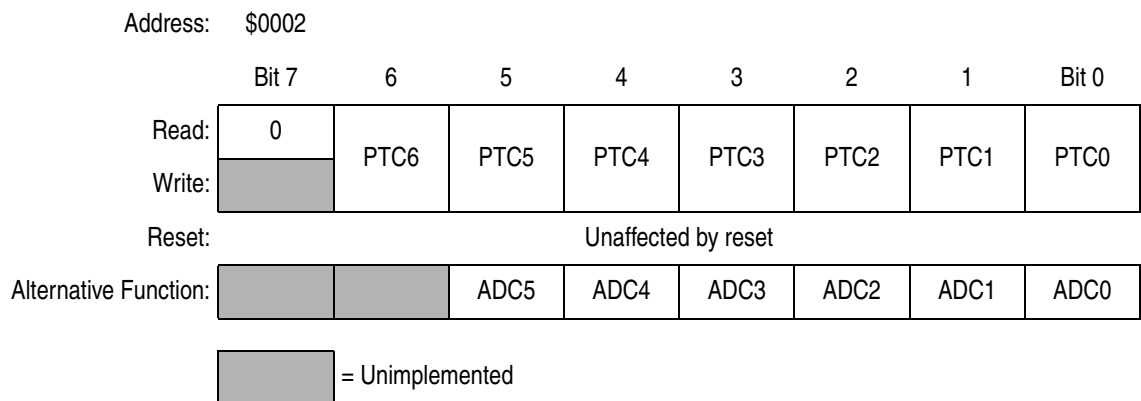 Address: $0002
Bit 7 6 5 4 3 2 1 Bit 0
Read: 0
PTC6 PTC5 PTC4 PTC3 PTC2 PTC1 PTC0
Write:
Reset: Unaffected by reset
Alternative Function: ADC5 ADC4 ADC3 ADC2 ADC1 ADC0
= Unimplemented